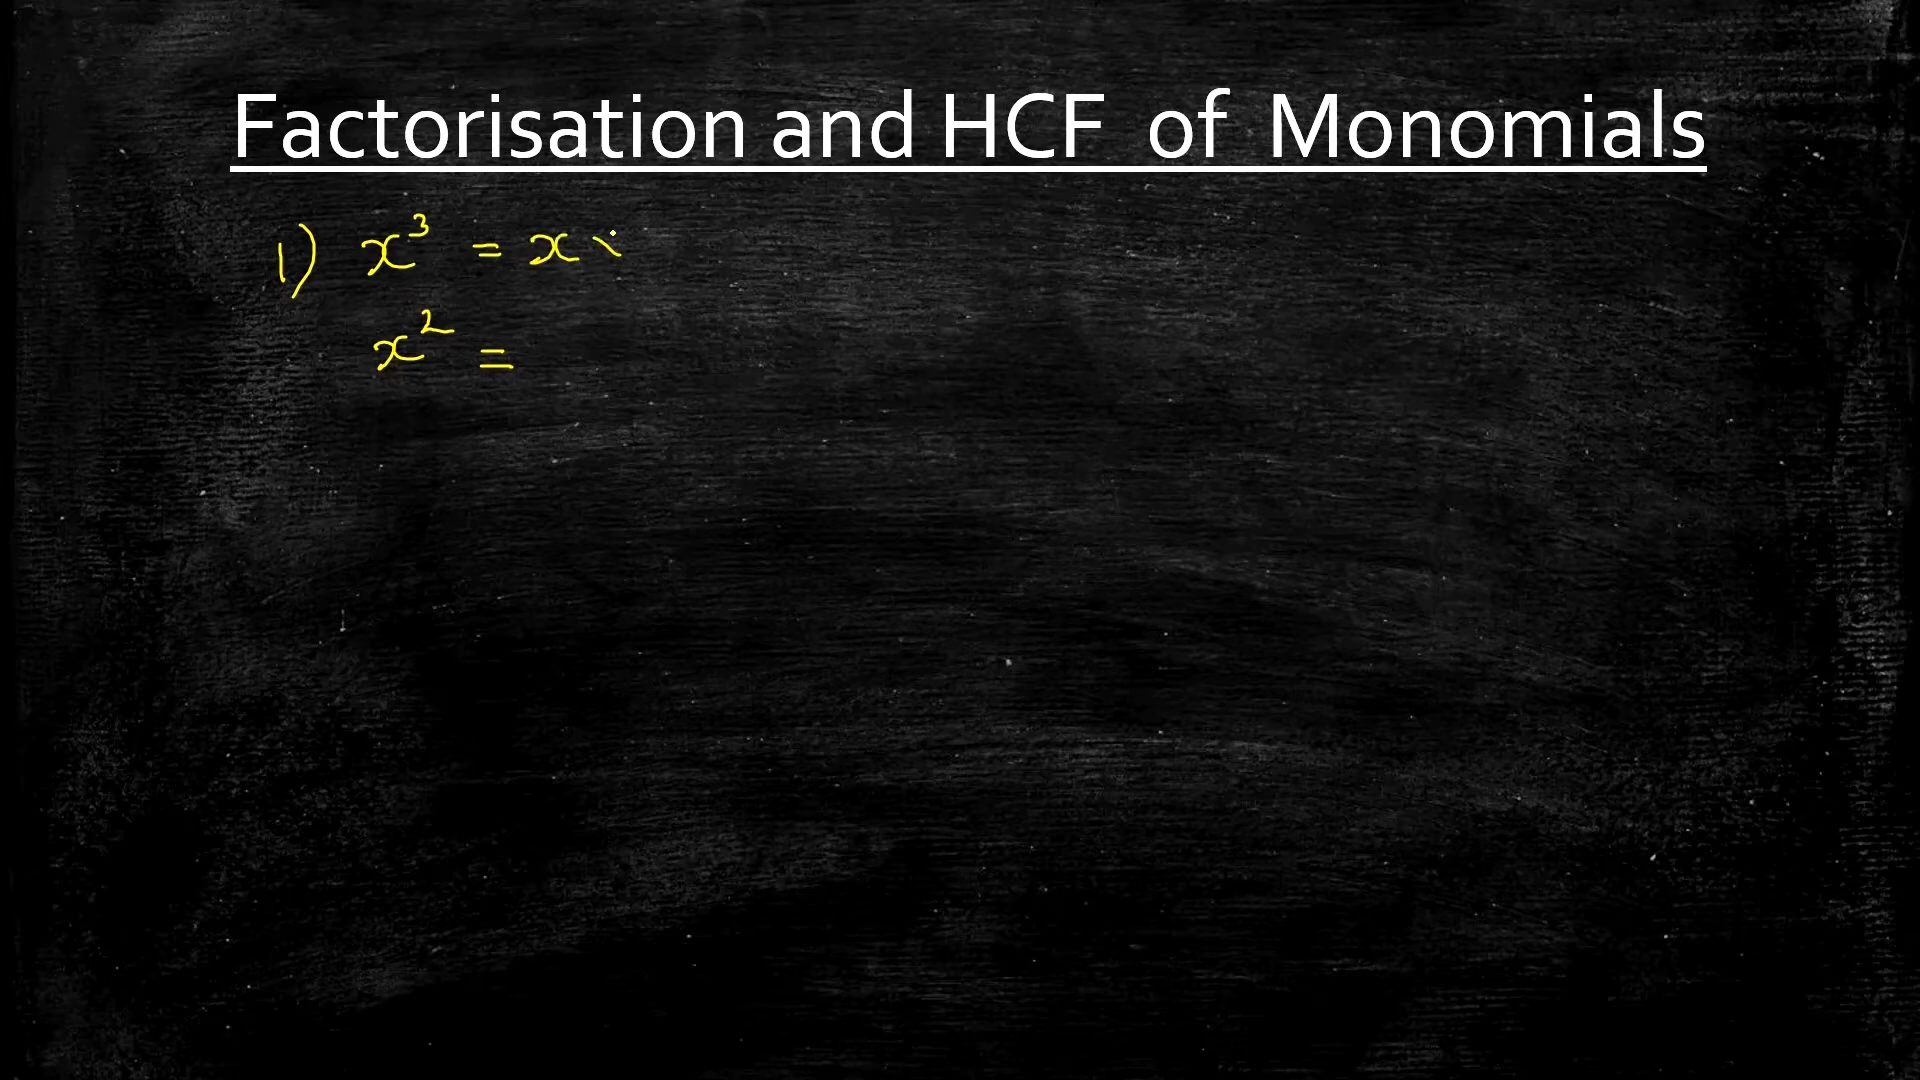 Factorisation and HCF of Monomials
1) x³ = x
x² =